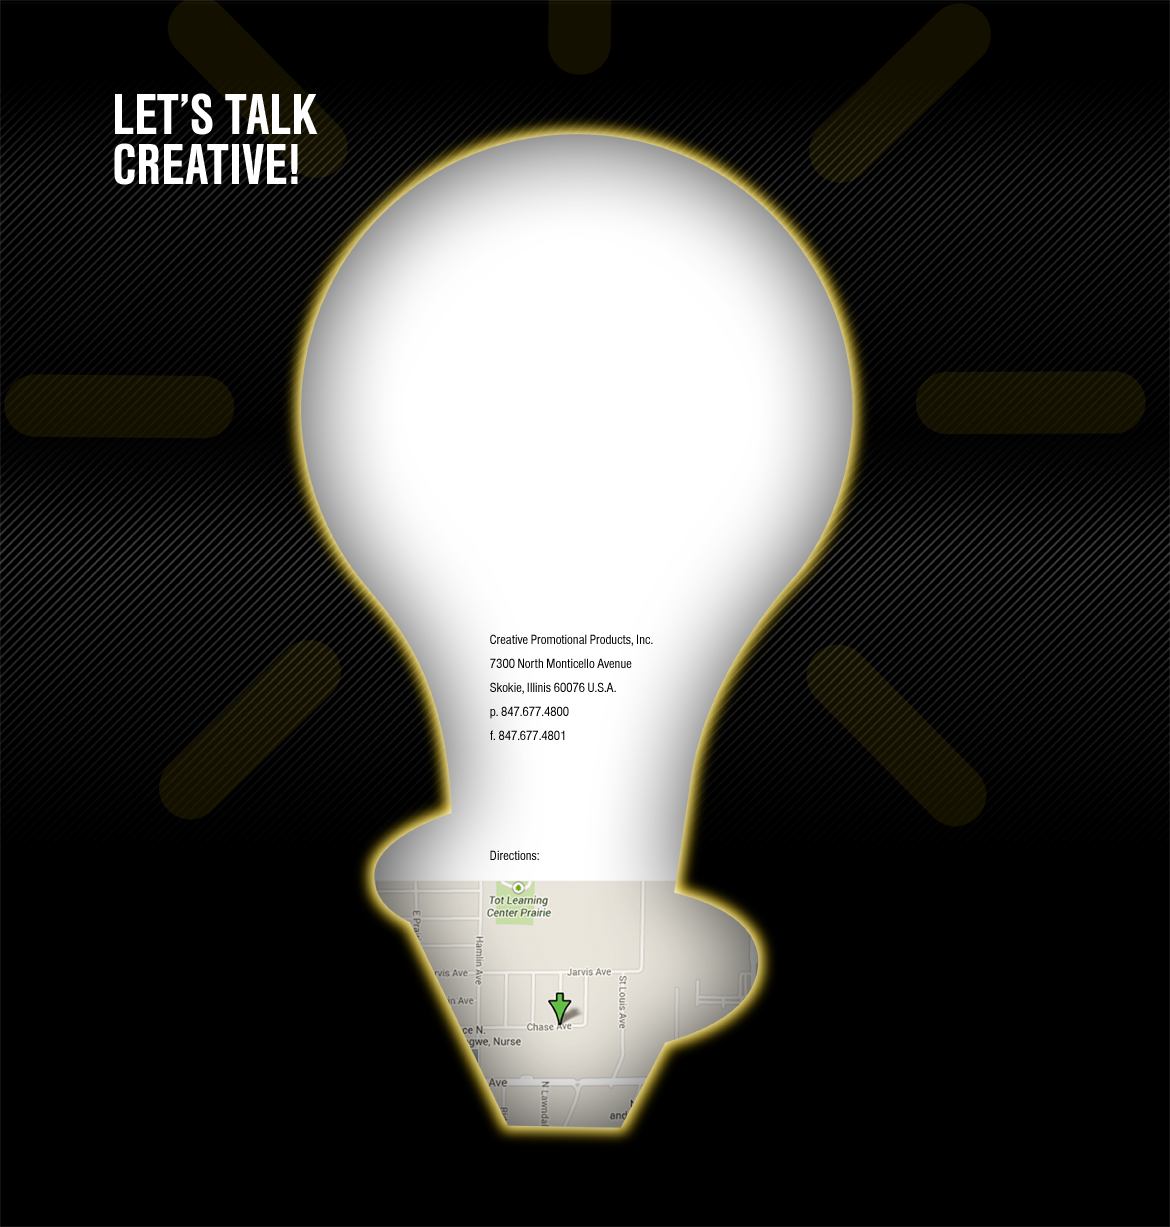 LET'S TALK
CREATIVE!
Creative Promotional Products, Inc.
7300 North Monticello Avenue
Skokie, Illinis 60076 U.S.A.
p. 847.677.4800
f. 847.677.4801
Directions:
Tot Learning
Center Prairie
E Prai
Hamlin Ave
rvis Ave
Jarvis Ave
St Louis Ave
in Ave
Chase Ave
ce N.
gwe, Nurse
Ave
N Lawndal
and